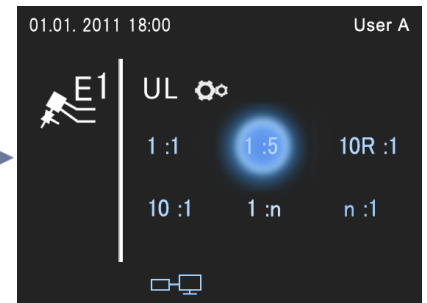 01.01. 2011 18:00 User A
E1
UL
1 :1 1 :5 10R :1
10 :1 1 :n n :1